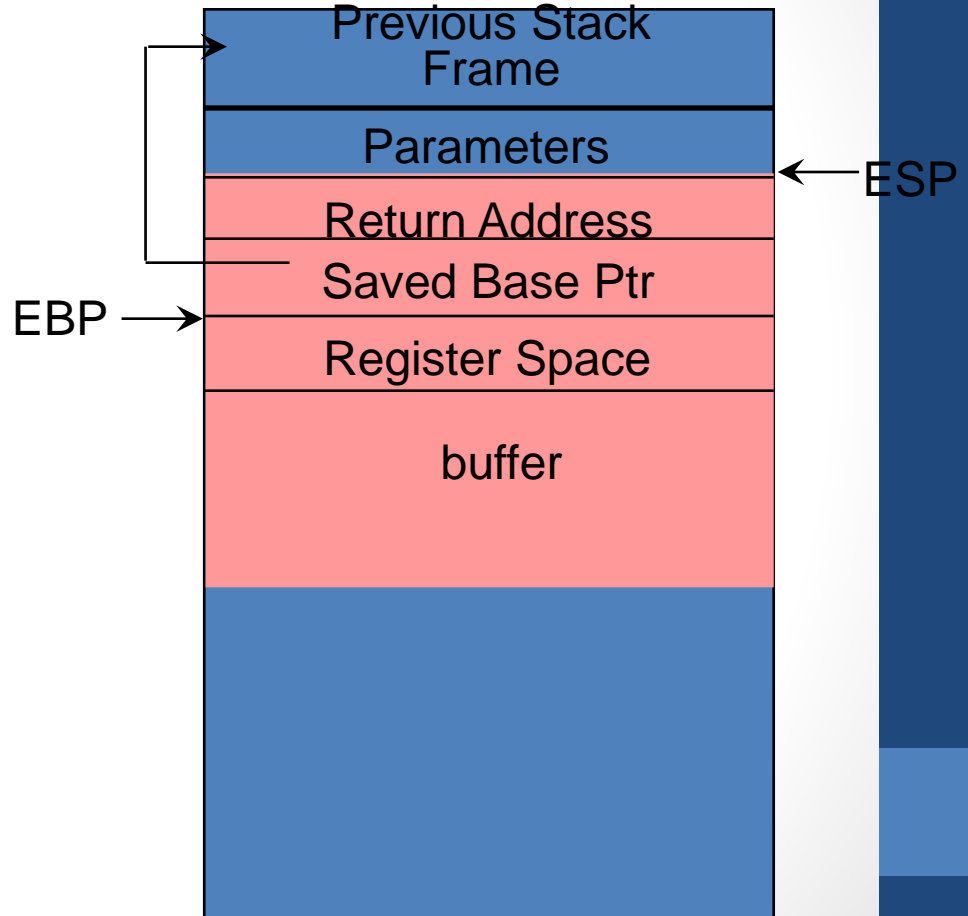 Previous Stack
Frame
Parameters
ESP
Return Address
Saved Base Ptr
EBP
Register Space
buffer